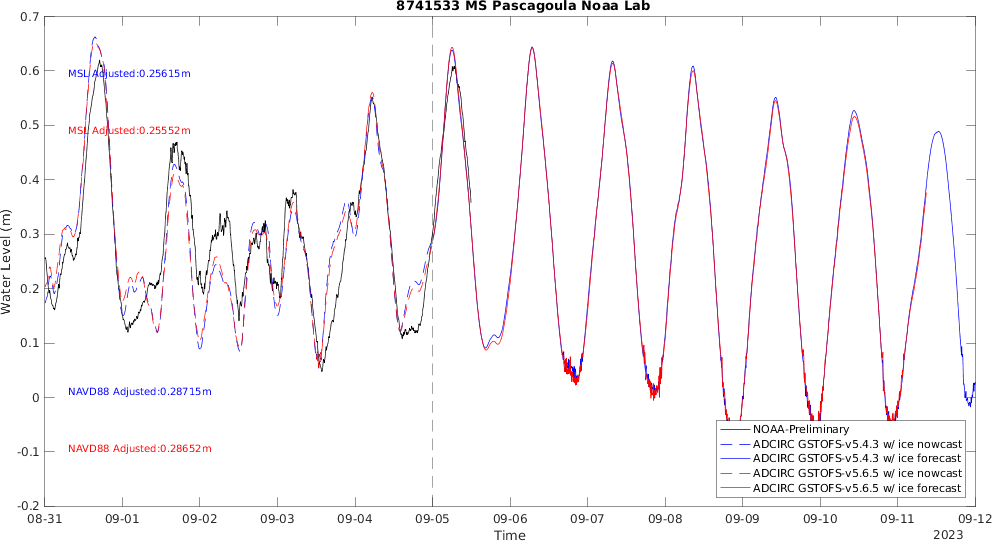 8741533 MS Pascagoula Noaa Lab
0.7
0.6
0.5
0.4
0.3
0.2
0.1
0
-0.1
-0.2
Water Level (m)
MSL Adjusted:0.25615m
MSL Adjusted:0.25552m
NAVD88 Adjusted:0.28715m
NAVD88 Adjusted:0.28652m
NOAA-Preliminary
ADCIRC GSTOFS-v5.4.3 w/ ice nowcast
ADCIRC GSTOFS-v5.4.3 w/ ice forecast
ADCIRC GSTOFS-v5.6.5 w/ ice nowcast
ADCIRC GSTOFS-v5.6.5 w/ ice forecast
08-31 09-01 09-02 09-03 09-04 09-05 09-06 09-07 09-08 09-09 09-10 09-11 09-12
Time
2023